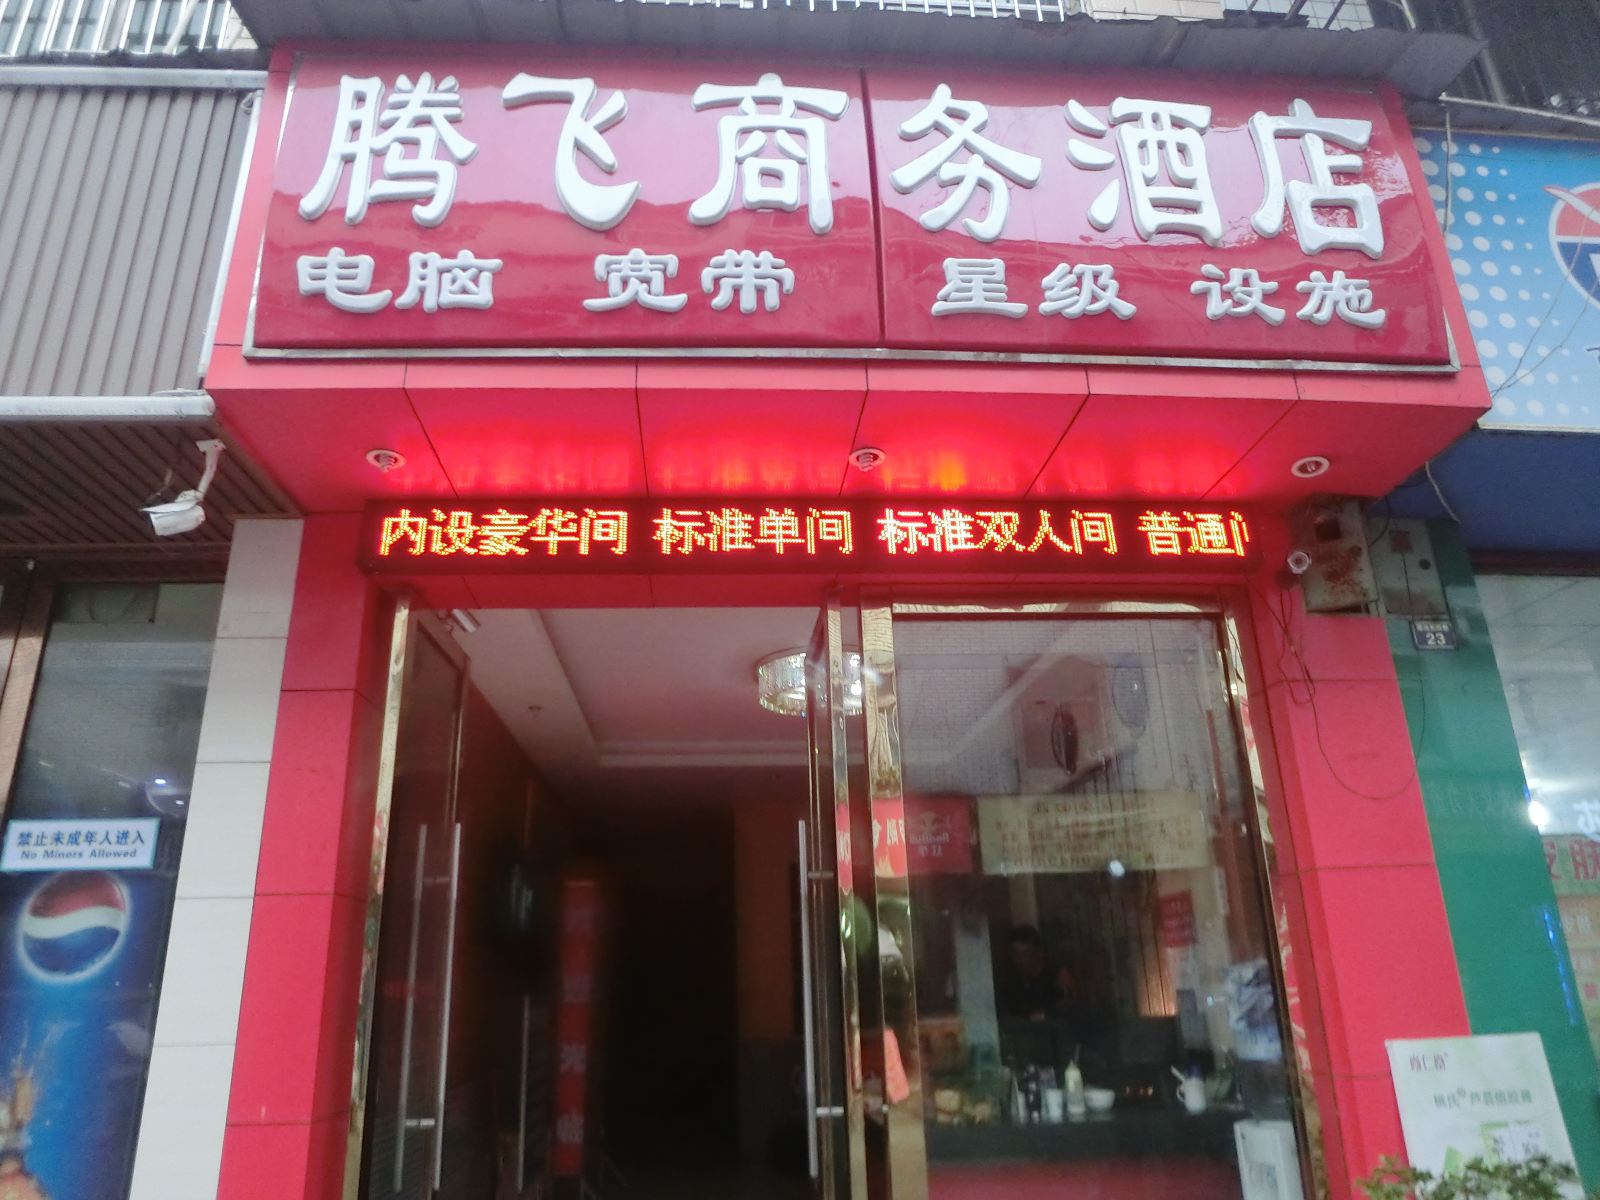 腾飞商务酒店
电脑 宽带 星级 设施
内设豪华间 标准单间 标准双人间 普通
23
禁止未成年人进入
No Minors Allowed